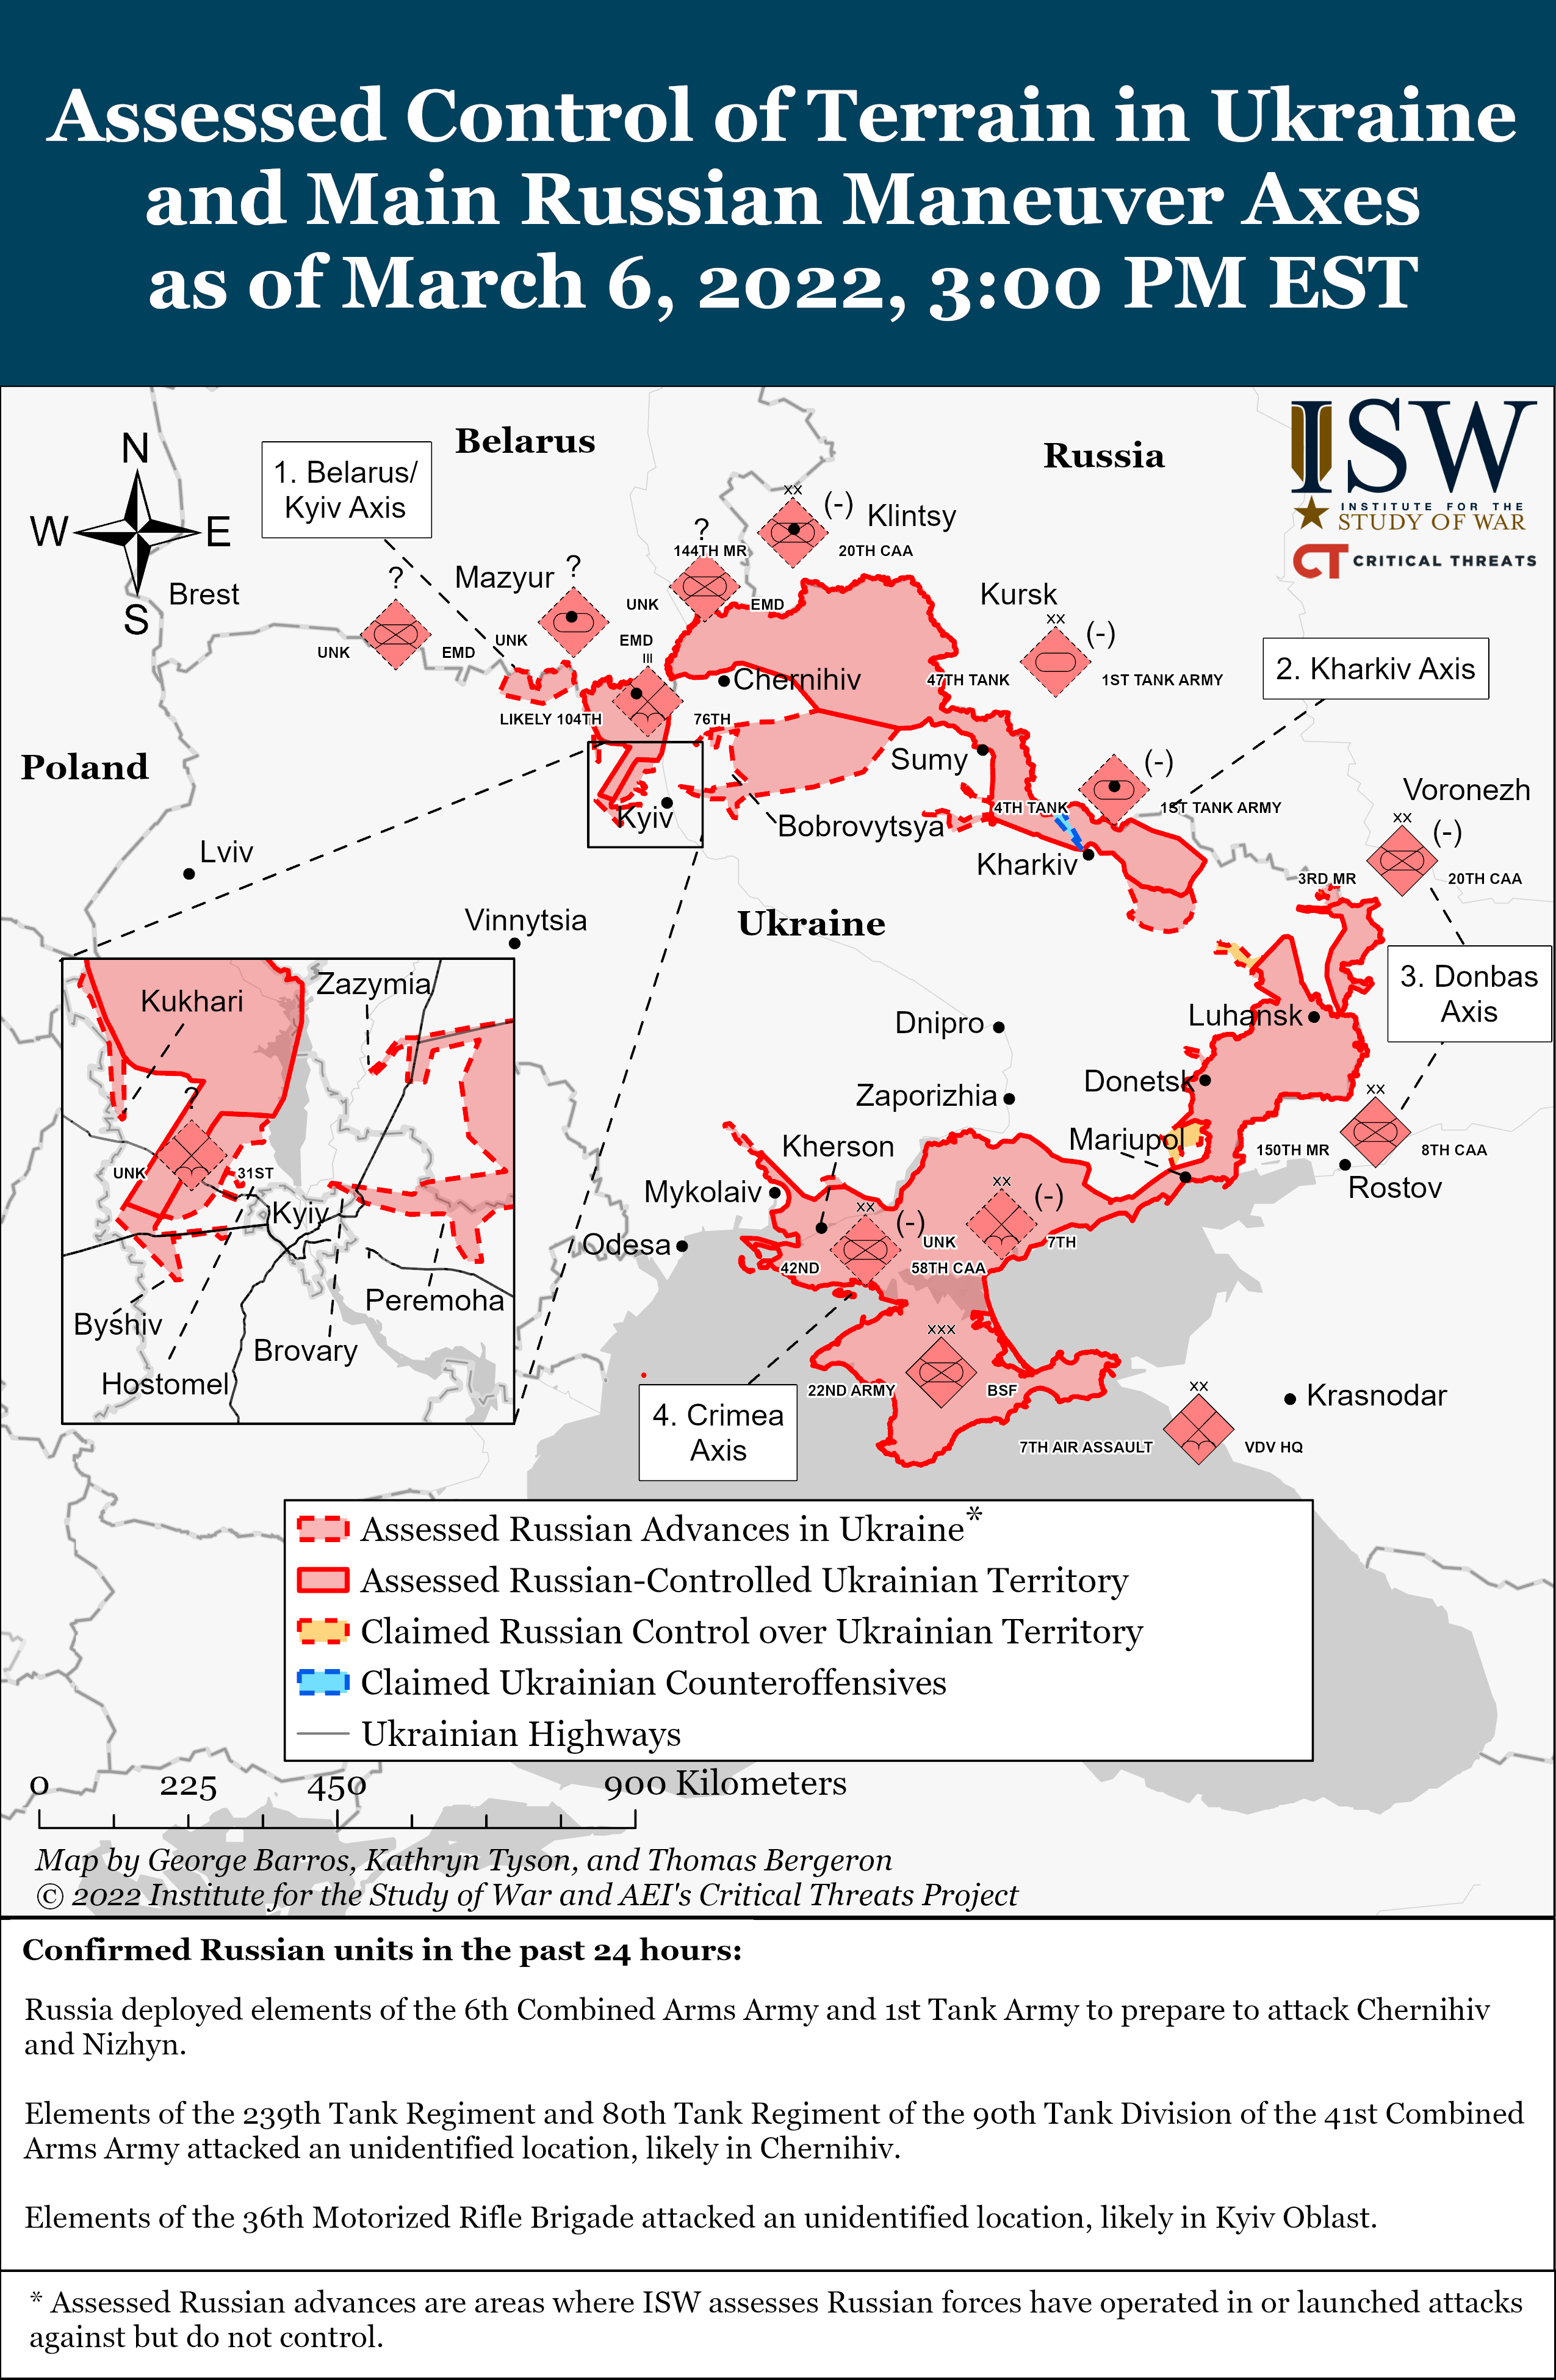 Assessed Control of Terrain in Ukraine
and Main Russian Maneuver Axes
as of March 6, 2022, 3:00 PM EST
N
W
E
S
1. Belarus/
Kyiv Axis
Belarus
Russia
ISW
INSTITUTE FOR THE
STUDY OF WAR
CT CRITICAL THREATS
XX
(-)
Klintsy
20TH CAA
?
144TH MR
UNK
EMD
Brest
?
UNK
EMD
Mazyur
?
UNK
EMD
Kursk
XX
(-)
47TH TANK
1ST TANK ARMY
2. Kharkiv Axis
III
LIKELY 104TH
76TH
Chernihiv
Poland
Sumy
(-)
4TH TANK
1ST TANK ARMY
Voronezh
XX
(-)
3RD MR
20TH CAA
Kyiv
Bobrovytsya
Kharkiv
Lviv
Vinnytsia
Ukraine
3. Donbas
Axis
Luhansk
Dnipro
Donetsk
Zaporizhia
XX
150TH MR
8TH CAA
Mariupol
Rostov
Kherson
Mykolaiv
Odesa
XX
(-)
42ND
58TH CAA
XX
(-)
UNK
7TH
XXX
22ND ARMY
BSF
4. Crimea
Axis
XX
7TH AIR ASSAULT
VDV HQ
Krasnodar
Kukhari
Zazymia
?
UNK
31ST
Kyiv
Byshiv
Hostomel
Brovary
Peremoha
Assessed Russian Advances in Ukraine*
Assessed Russian-Controlled Ukrainian Territory
Claimed Russian Control over Ukrainian Territory
Claimed Ukrainian Counteroffensives
Ukrainian Highways
0 225 450 900 Kilometers
Map by George Barros, Kathryn Tyson, and Thomas Bergeron
© 2022 Institute for the Study of War and AEI's Critical Threats Project
Confirmed Russian units in the past 24 hours:
Russia deployed elements of the 6th Combined Arms Army and 1st Tank Army to prepare to attack Chernihiv
and Nizhyn.
Elements of the 239th Tank Regiment and 80th Tank Regiment of the 90th Tank Division of the 41st Combined
Arms Army attacked an unidentified location, likely in Chernihiv.
Elements of the 36th Motorized Rifle Brigade attacked an unidentified location, likely in Kyiv Oblast.
* Assessed Russian advances are areas where ISW assesses Russian forces have operated in or launched attacks
against but do not control.